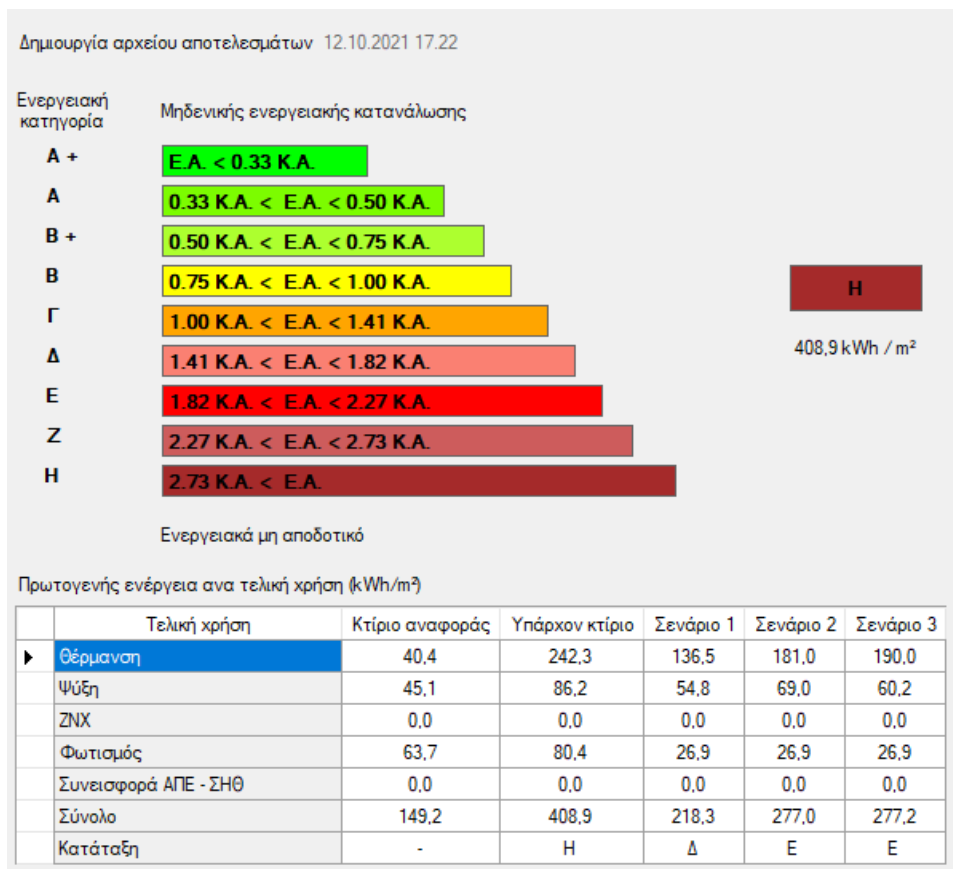 Δημιουργία αρχείου αποτελεσμάτων 12.10.2021 17.22
Ενεργειακή
κατηγορία
Μηδενικής ενεργειακής κατανάλωσης
Α + Ε.Α. < 0.33 Κ.Α.
Α 0.33 Κ.Α. < Ε.Α. < 0.50 Κ.Α.
Β + 0.50 Κ.Α. < Ε.Α. < 0.75 Κ.Α.
Β 0.75 Κ.Α. < Ε.Α. < 1.00 Κ.Α.
Γ 1.00 Κ.Α. < Ε.Α. < 1.41 Κ.Α.
Δ 1.41 Κ.Α. < Ε.Α. < 1.82 Κ.Α.
Ε 1.82 Κ.Α. < Ε.Α. < 2.27 Κ.Α.
Ζ 2.27 Κ.Α. < Ε.Α. < 2.73 Κ.Α.
Η 2.73 Κ.Α. < Ε.Α.
Η
408,9 kWh / m²
Ενεργειακά μη αποδοτικό
Πρωτογενής ενέργεια ανα τελική χρήση (kWh/m²)
Τελική χρήση Κτίριο αναφοράς Υπάρχον κτίριο Σενάριο 1 Σενάριο 2 Σενάριο 3
Θέρμανση 40,4 242,3 136,5 181,0 190,0
Ψύξη 45,1 86,2 54,8 69,0 60,2
ΖΝΧ 0,0 0,0 0,0 0,0 0,0
Φωτισμός 63,7 80,4 26,9 26,9 26,9
Συνεισφορά ΑΠΕ - ΣΗΘ 0,0 0,0 0,0 0,0 0,0
Σύνολο 149,2 408,9 218,3 277,0 277,2
Κατάταξη - Η Δ Ε Ε